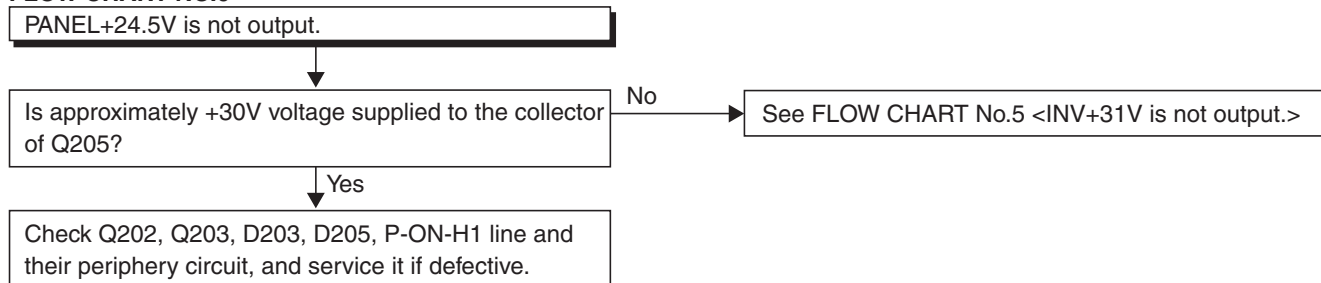 PANEL+24.5V is not output.
Is approximately +30V voltage supplied to the collector
of Q205?
No
See FLOW CHART No.5 <INV+31V is not output.>
Yes
Check Q202, Q203, D203, D205, P-ON-H1 line and
their periphery circuit, and service it if defective.